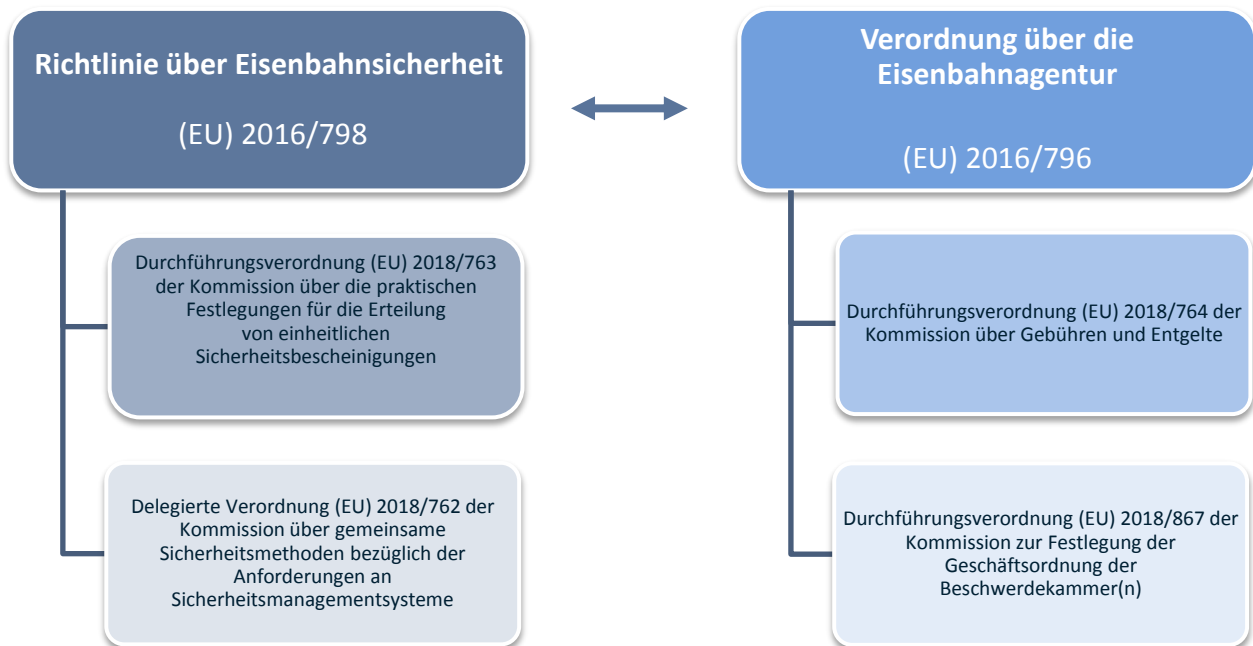 Richtlinie über Eisenbahnsicherheit
(EU) 2016/798
Durchführungsverordnung (EU) 2018/763
der Kommission über die praktischen
Festlegungen für die Erteilung
von einheitlichen
Sicherheitsbescheinigungen
Delegierte Verordnung (EU) 2018/762 der
Kommission über gemeinsame
Sicherheitsmethoden bezüglich der
Anforderungen an
Sicherheitsmanagementsysteme
Verordnung über die
Eisenbahnagentur
(EU) 2016/796
Durchführungsverordnung (EU) 2018/764 der
Kommission über Gebühren und Entgelte
Durchführungsverordnung (EU) 2018/867 der
Kommission zur Festlegung der
Geschäftsordnung der
Beschwerdekammer(n)